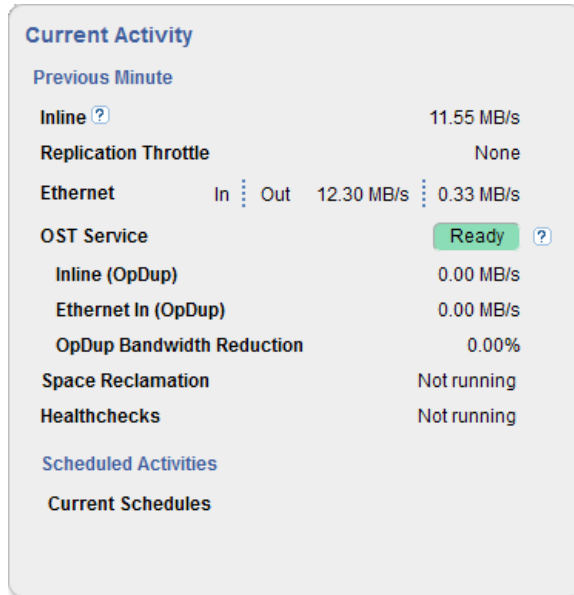 Current Activity
Previous Minute
Inline ? 11.55 MB/s
Replication Throttle None
Ethernet In Out 12.30 MB/s 0.33 MB/s
OST Service Ready ?
Inline (OpDup) 0.00 MB/s
Ethernet In (OpDup) 0.00 MB/s
OpDup Bandwidth Reduction 0.00%
Space Reclamation Not running
Healthchecks Not running
Scheduled Activities
Current Schedules